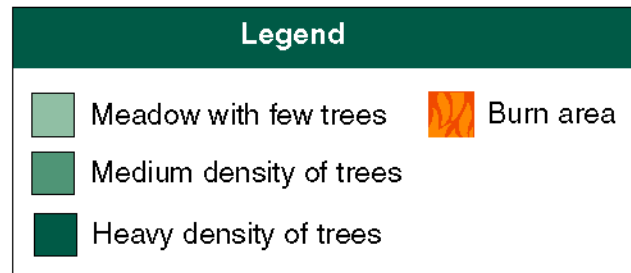 Legend
Meadow with few trees
Burn area
Medium density of trees
Heavy density of trees